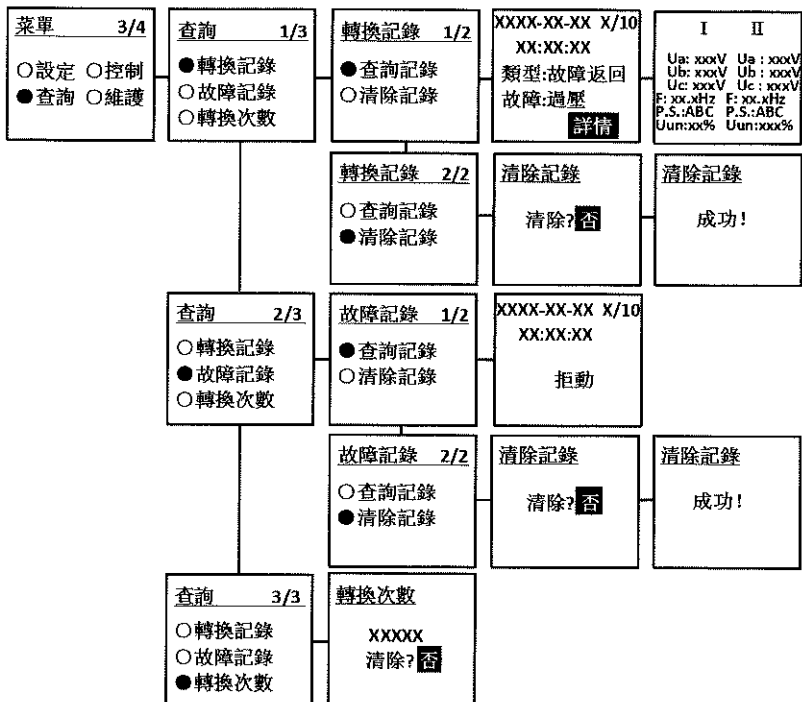 菜單 3/4
○設定 ○控制
●查詢 ○維護
查詢 1/3
●轉換記錄
○故障記錄
○轉換次數
轉換記錄 1/2
●查詢記錄
○清除記錄
XXXX-XX-XX X/10
XX:XX:XX
類型:故障返回
故障:過壓
詳情
I II
Ua: xxxV Ua : xxxV
Ub: xxxV Ub : xxxV
Uc: xxxV Uc : xxxV
F: xx.xHz F: xx.xHz
P.S.:ABC P.S.:ABC
Uun:xx% Uun:xxx%
轉換記錄 2/2
○查詢記錄
●清除記錄
清除記錄
清除?否
清除記錄
成功!
查詢 2/3
○轉換記錄
●故障記錄
○轉換次數
故障記錄 1/2
●查詢記錄
○清除記錄
XXXX-XX-XX X/10
XX:XX:XX
拒動
故障記錄 2/2
○查詢記錄
●清除記錄
清除記錄
清除?否
清除記錄
成功!
查詢 3/3
○轉換記錄
○故障記錄
●轉換次數
轉換次數
XXXXX
清除?否